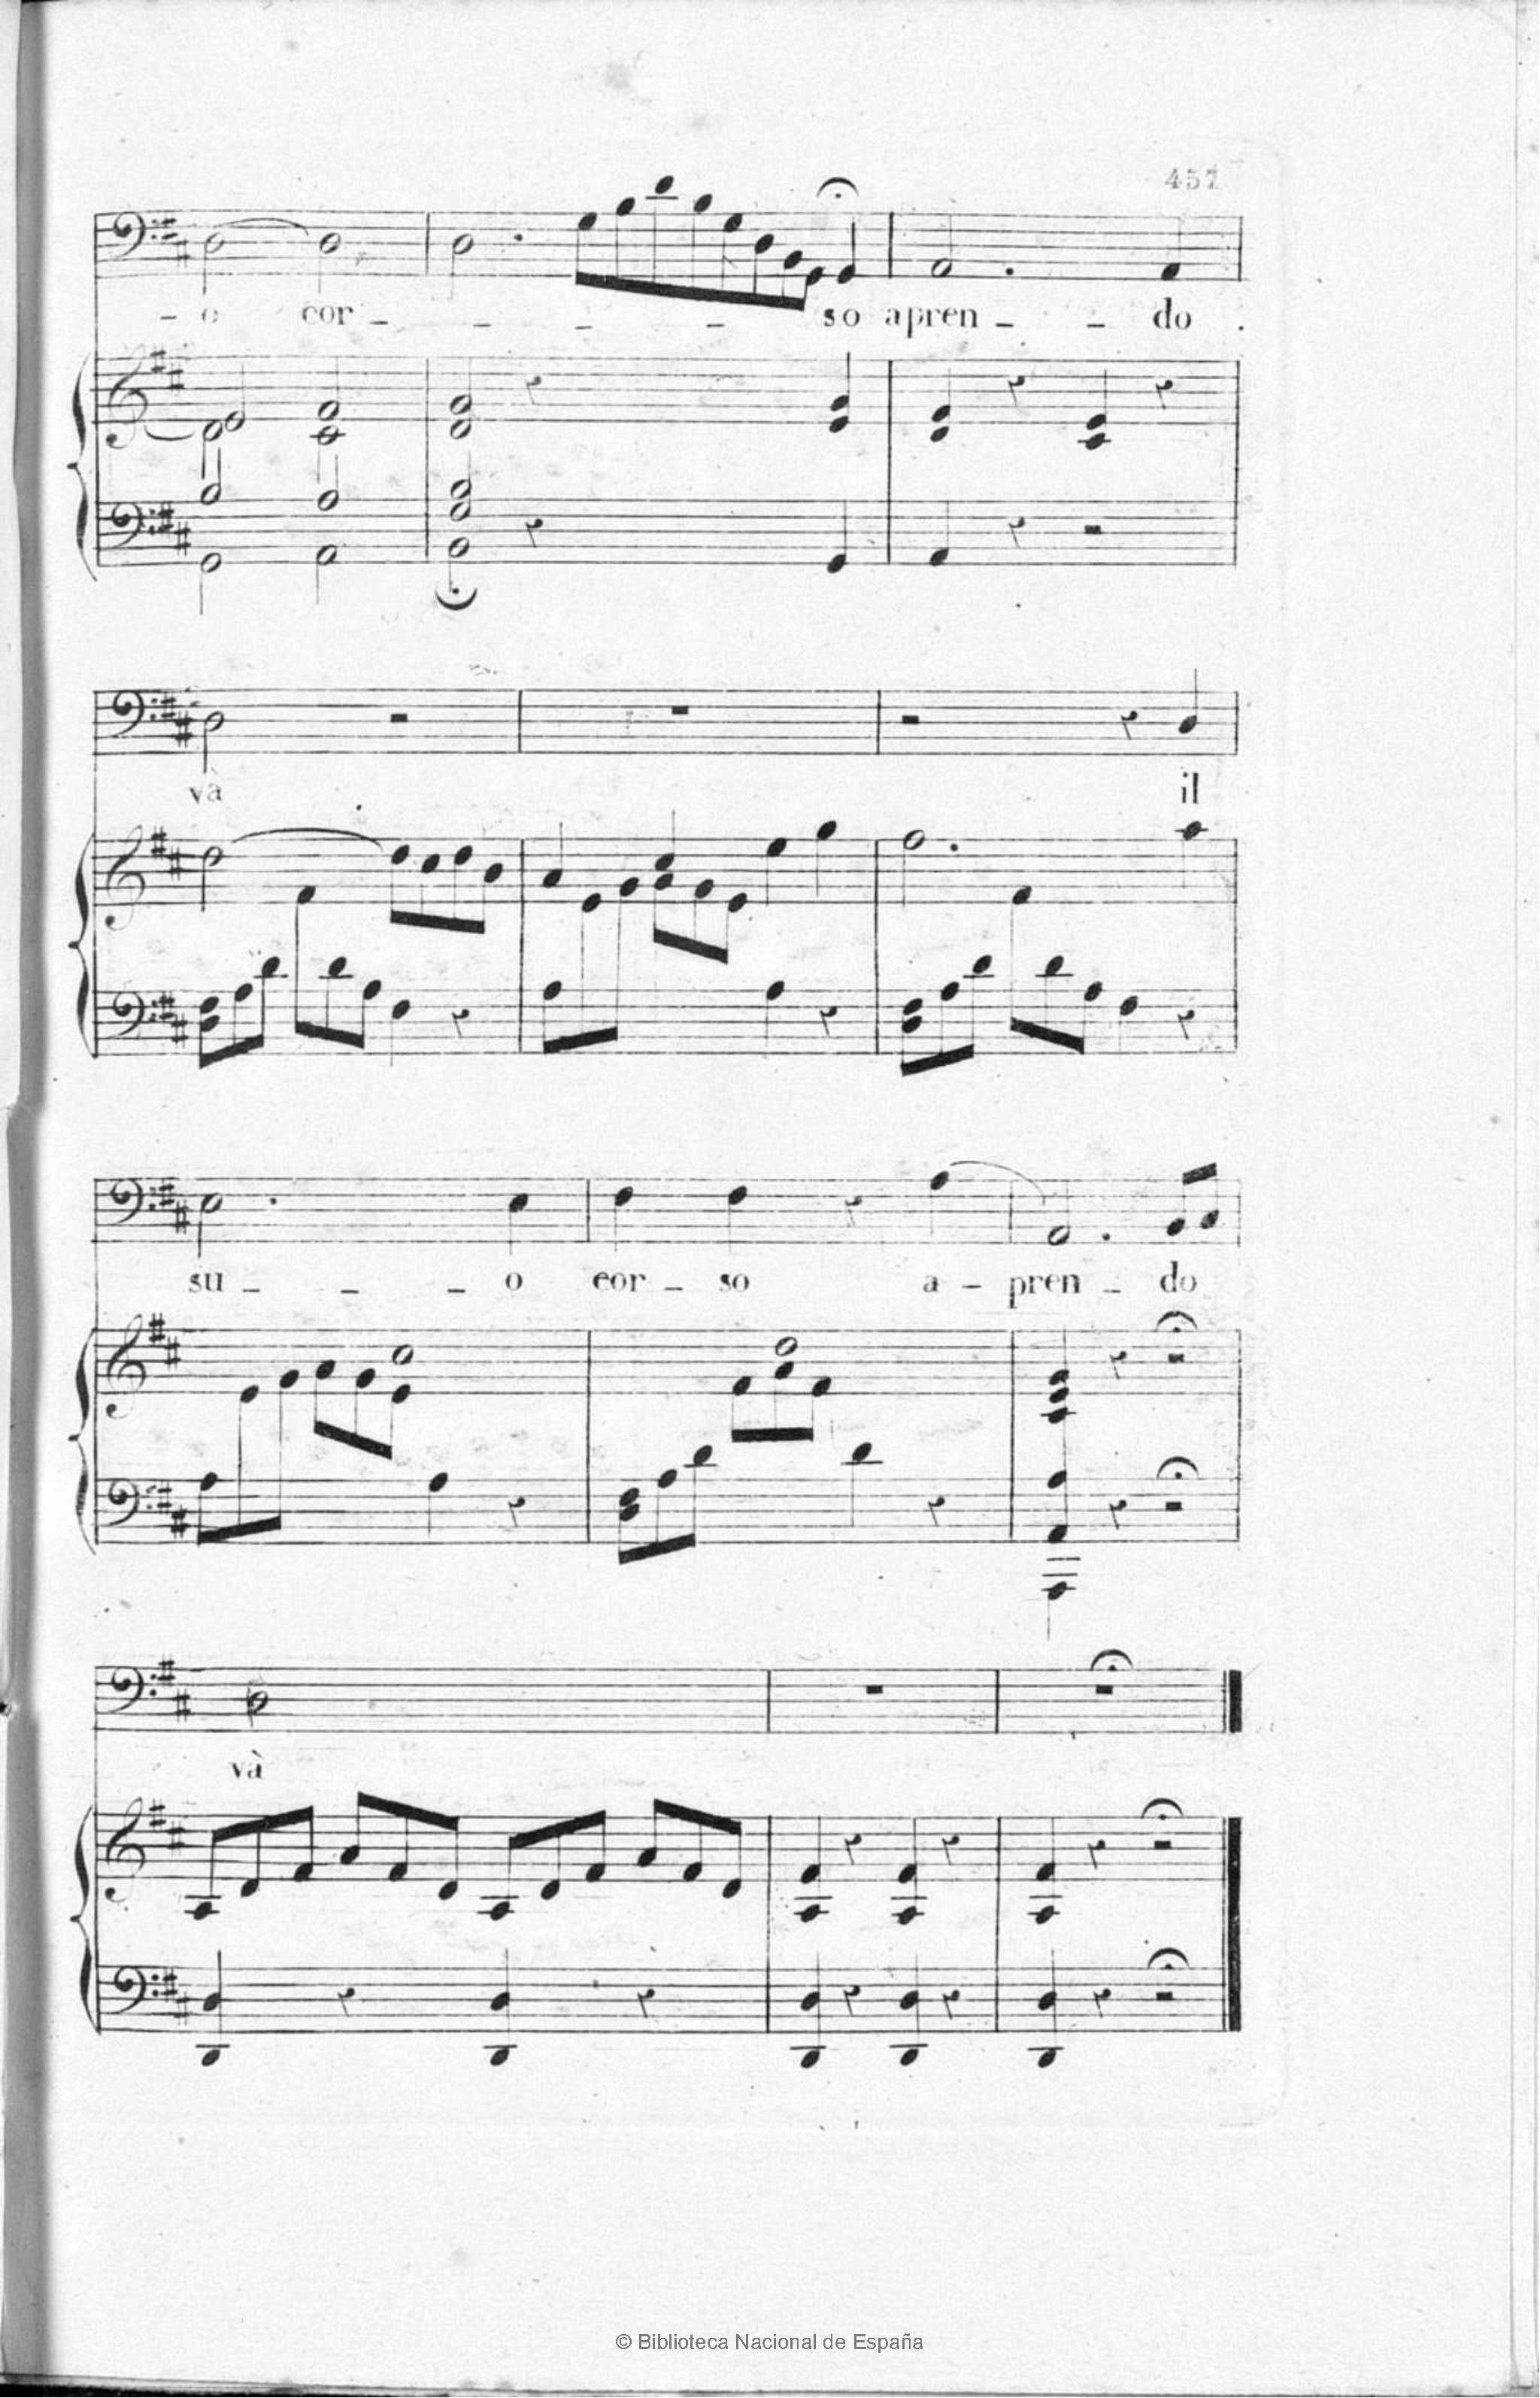 457
- o cor - - - - so apren - - do .
và il
su - - - o cor - so a - pren - do
và
© Biblioteca Nacional de España